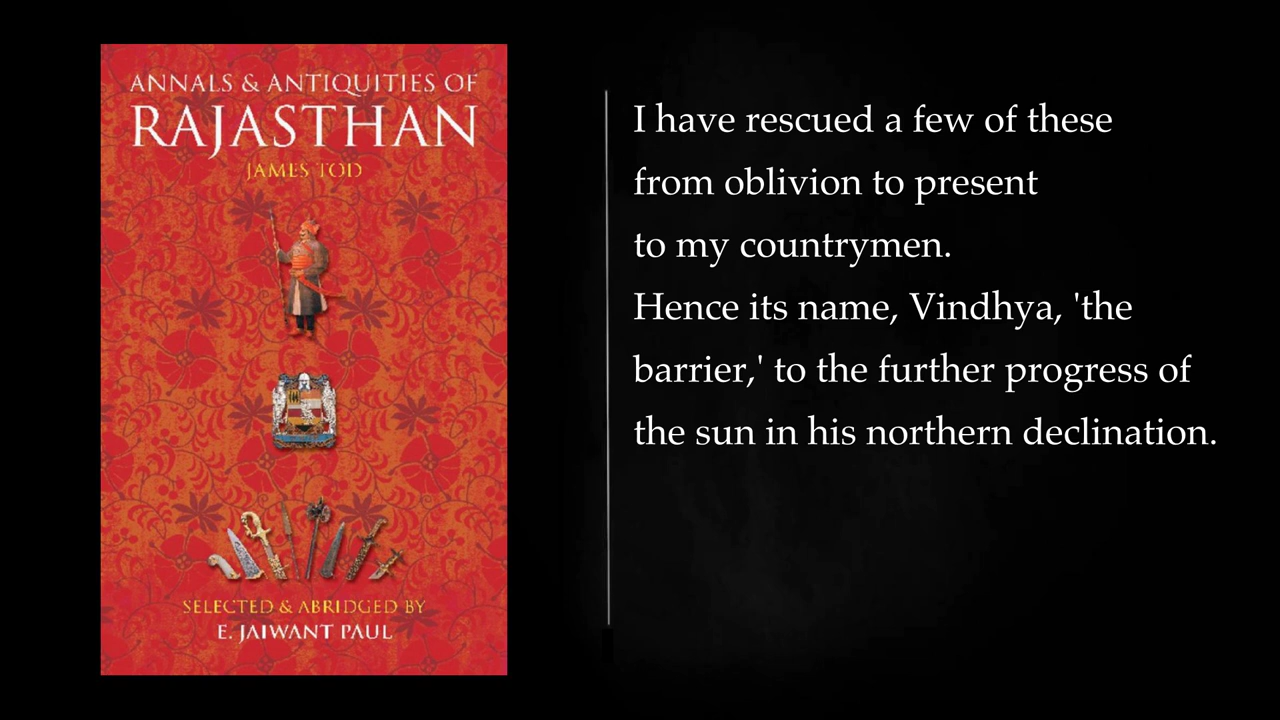 ANNALS & ANTIQUITIES OF
RAJASTHAN
JAMES TOD
SELECTED & ABRIDGED BY
E. JAIWANT PAUL
I have rescued a few of these
from oblivion to present
to my countrymen.
Hence its name, Vindhya, 'the
barrier,' to the further progress of
the sun in his northern declination.